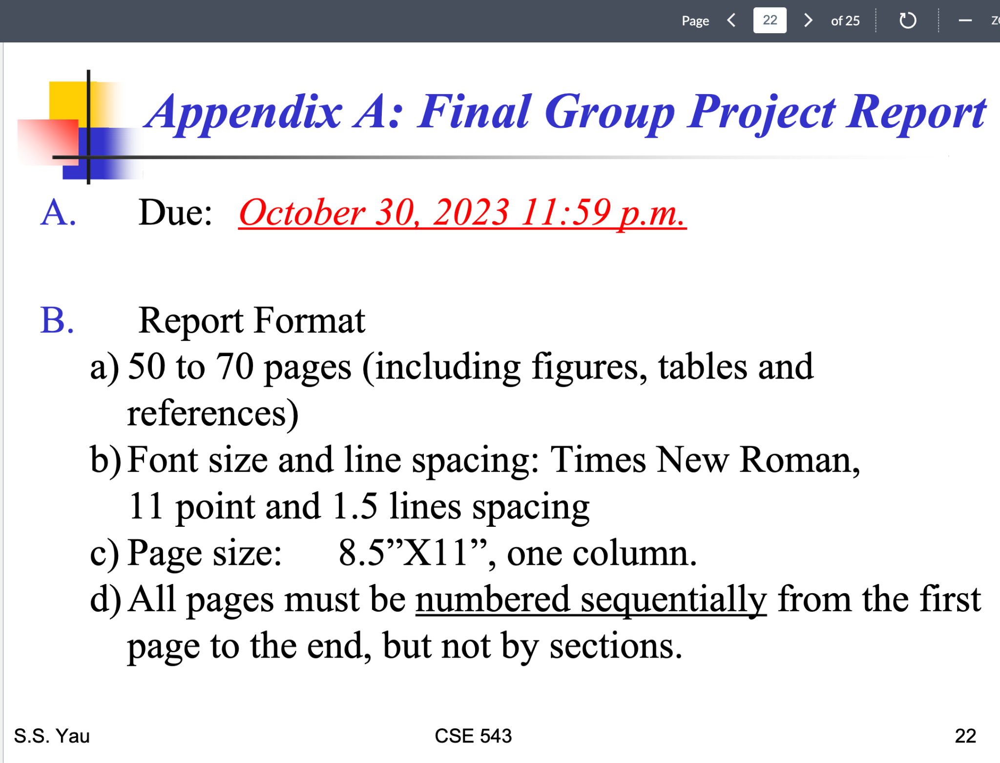 Page 22 of 25
Appendix A: Final Group Project Report
A. Due: October 30, 2023 11:59 p.m.
B. Report Format
a) 50 to 70 pages (including figures, tables and
references)
b) Font size and line spacing: Times New Roman,
11 point and 1.5 lines spacing
c) Page size: 8.5”X11”, one column.
d) All pages must be numbered sequentially from the first
page to the end, but not by sections.
S.S. Yau CSE 543 22